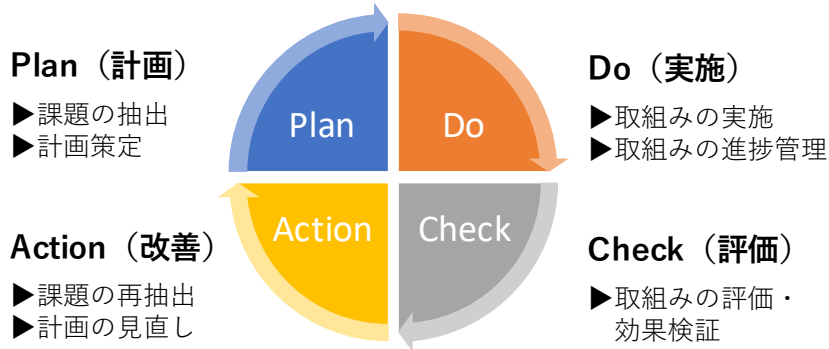 Plan（計画）
▶課題の抽出
▶計画策定
Plan
Do
Do（実施）
▶取組みの実施
▶取組みの進捗管理
Action（改善）
▶課題の再抽出
▶計画の見直し
Action
Check
Check（評価）
▶取組みの評価・
効果検証